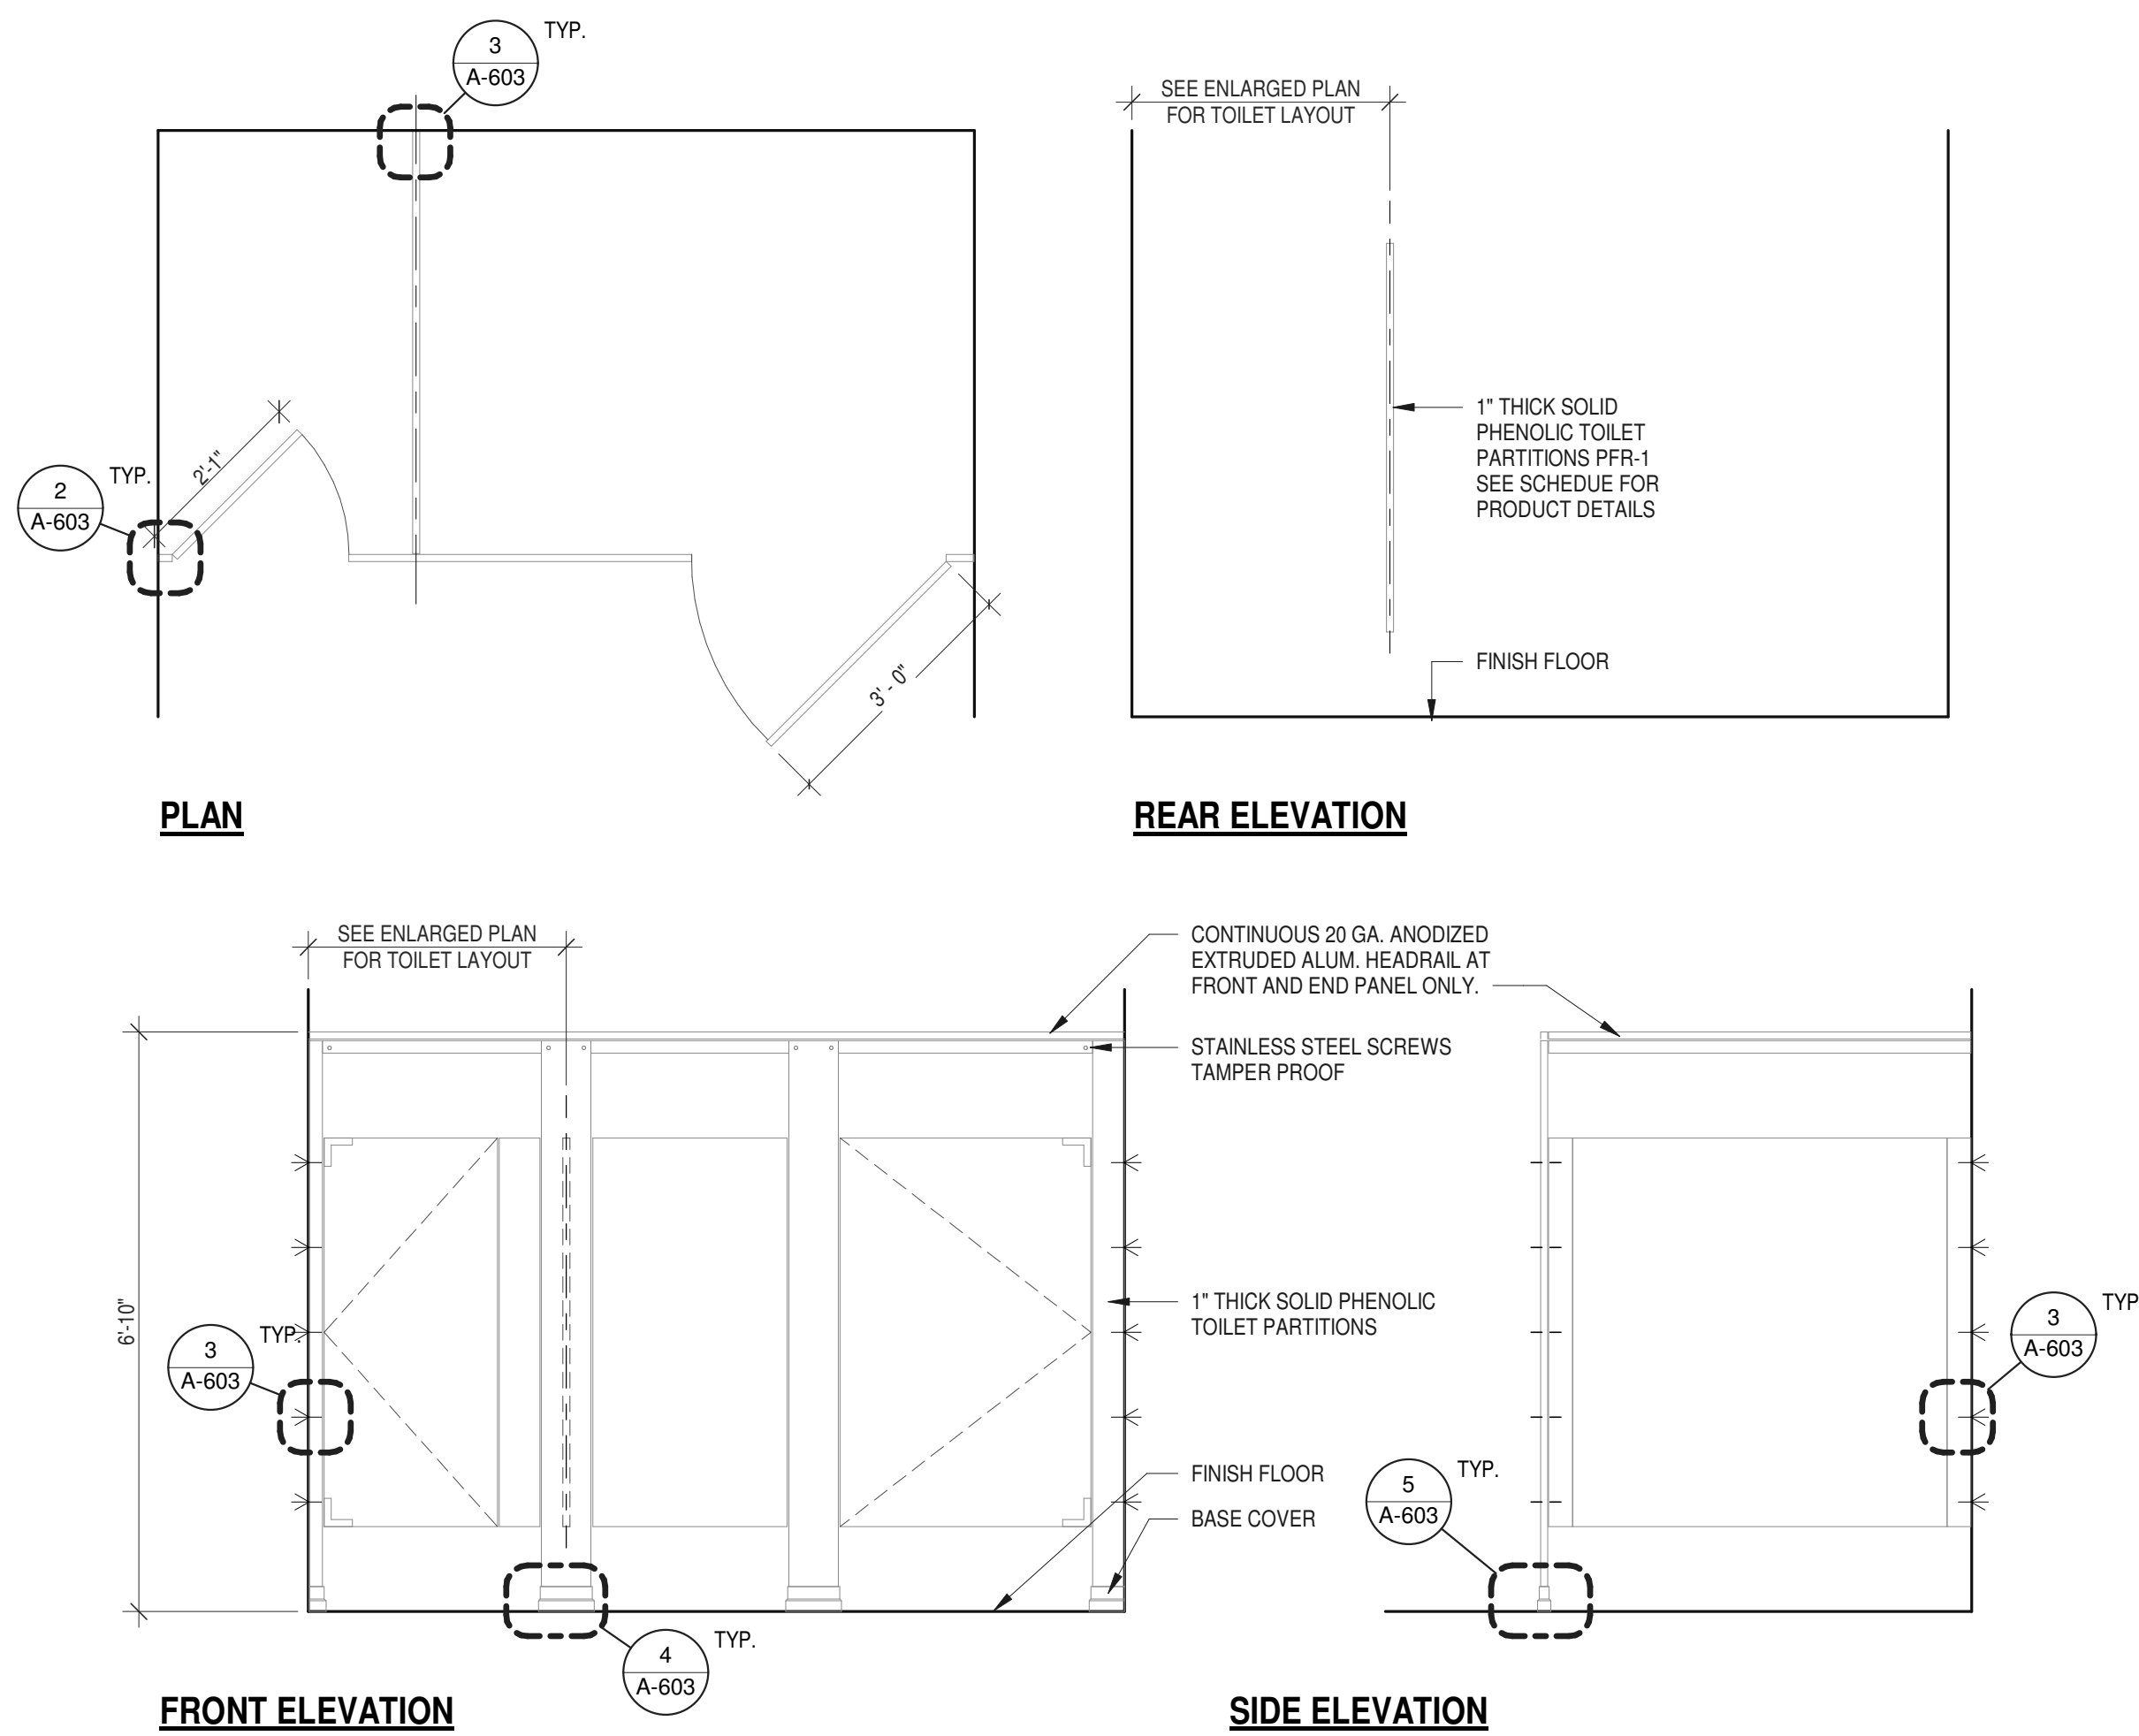 3
A-603
TYP.
2
A-603
TYP.
2'-1"
3' - 0"
PLAN
SEE ENLARGED PLAN
FOR TOILET LAYOUT
1" THICK SOLID
PHENOLIC TOILET
PARTITIONS PFR-1
SEE SCHEDUE FOR
PRODUCT DETAILS
FINISH FLOOR
REAR ELEVATION
SEE ENLARGED PLAN
FOR TOILET LAYOUT
6'-10"
3
A-603
TYP.
4
A-603
TYP.
FRONT ELEVATION
CONTINUOUS 20 GA. ANODIZED
EXTRUDED ALUM. HEADRAIL AT
FRONT AND END PANEL ONLY.
STAINLESS STEEL SCREWS
TAMPER PROOF
1" THICK SOLID PHENOLIC
TOILET PARTITIONS
FINISH FLOOR
BASE COVER
5
A-603
TYP.
3
A-603
TYP
SIDE ELEVATION